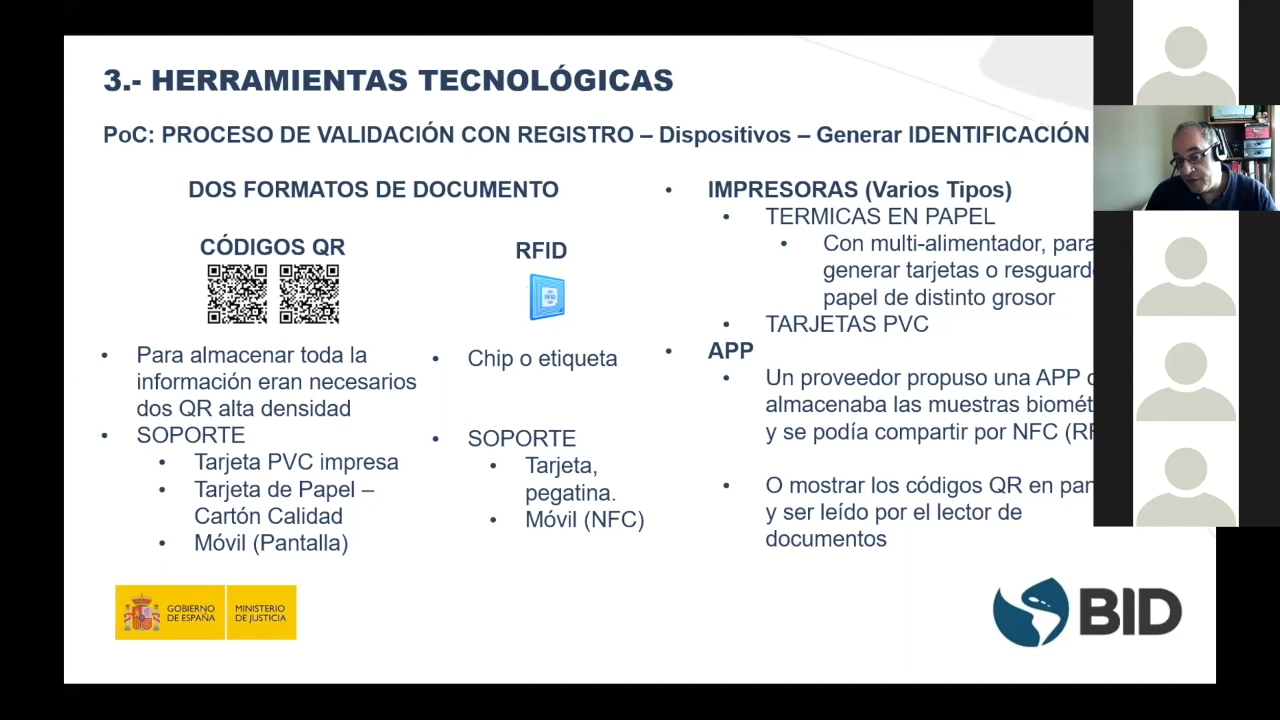 3.- HERRAMIENTAS TECNOLÓGICAS
PoC: PROCESO DE VALIDACIÓN CON REGISTRO – Dispositivos – Generar IDENTIFICACIÓN
DOS FORMATOS DE DOCUMENTO
CÓDIGOS QR
• Para almacenar toda la
información eran necesarios
dos QR alta densidad
• SOPORTE
• Tarjeta PVC impresa
• Tarjeta de Papel –
Cartón Calidad
• Móvil (Pantalla)
RFID
RFID
• Chip o etiqueta
• SOPORTE
• Tarjeta,
pegatina.
• Móvil (NFC)
• IMPRESORAS (Varios Tipos)
• TERMICAS EN PAPEL
• Con multi-alimentador, para
generar tarjetas o
papel de distinto grosor
• TARJETAS PVC
• APP
• Un proveedor propuso una APP
almacenaba las muestras
y se podía compartir por NFC
• O mostrar los códigos QR en
y ser leído por el lector de
documentos
GOBIERNO
DE ESPAÑA
MINISTERIO
DE JUSTICIA
BID